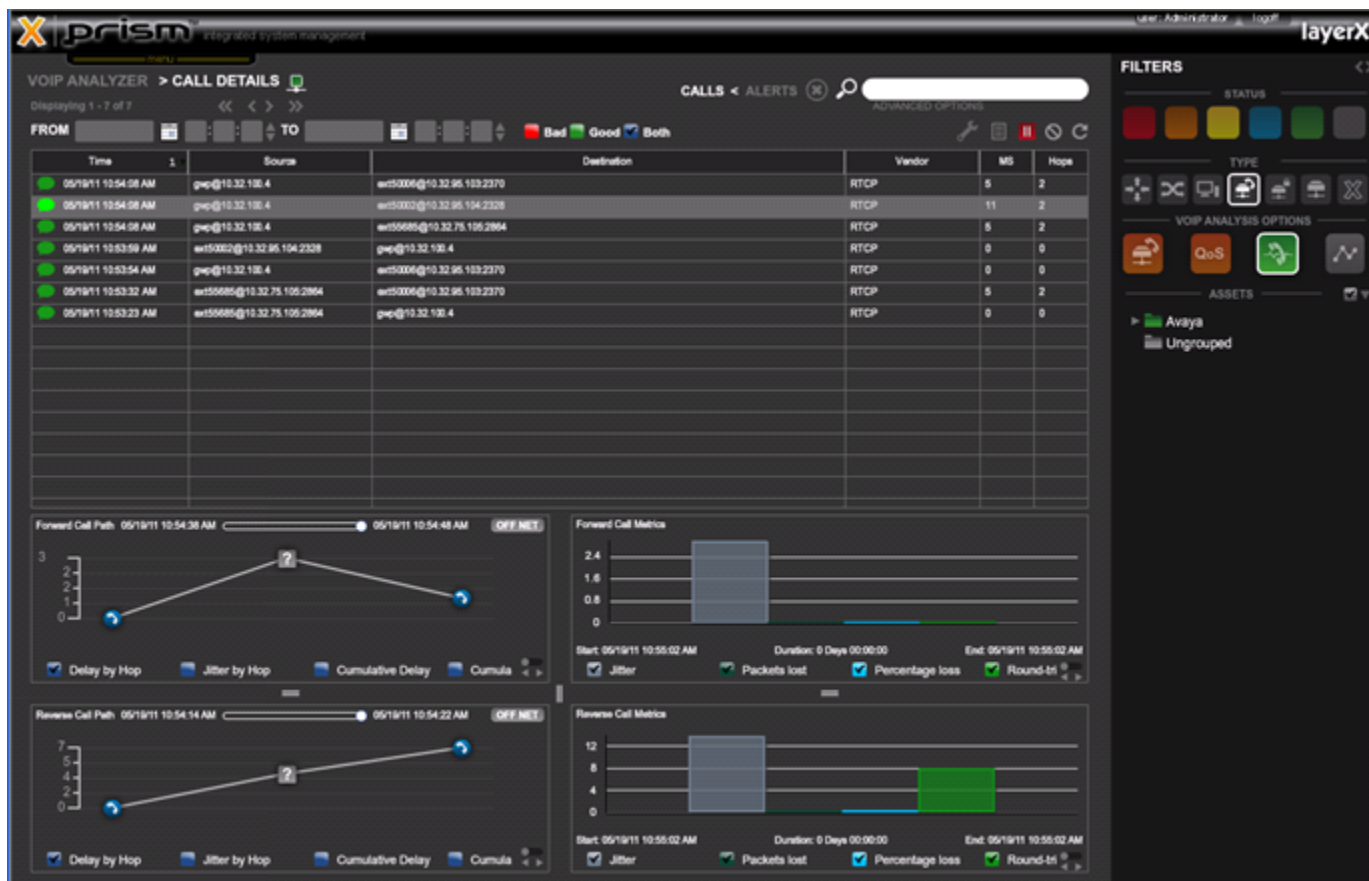 X prism™ integrated system management
user: Administrator logoff
layerX
menu
VOIP ANALYZER > CALL DETAILS
CALLS < ALERTS
Displaying 1 - 7 of 7
ADVANCED OPTIONS
FROM TO Bad Good Both
Time 1 Source Destination Vendor MS Hops
05/19/11 10:54:08 AM gwp@10.32.100.4 ext50006@10.32.95.103:2370 RTCP 5 2
05/19/11 10:54:08 AM gwp@10.32.100.4 ext50002@10.32.95.104:2328 RTCP 11 2
05/19/11 10:54:08 AM gwp@10.32.100.4 ext55685@10.32.75.105:2864 RTCP 5 2
05/19/11 10:53:59 AM ext50002@10.32.95.104:2328 gwp@10.32.100.4 RTCP 0 0
05/19/11 10:53:54 AM gwp@10.32.100.4 ext50006@10.32.95.103:2370 RTCP 0 0
05/19/11 10:53:32 AM ext55685@10.32.75.105:2864 ext50006@10.32.95.103:2370 RTCP 5 2
05/19/11 10:53:23 AM ext55685@10.32.75.105:2864 gwp@10.32.100.4 RTCP 0 0
Forward Call Path 05/19/11 10:54:38 AM 05/19/11 10:54:48 AM OFF NET
3
2
2
1
0
?
Delay by Hop Jitter by Hop Cumulative Delay Cumula
Forward Call Metrics
2.4
1.6
0.8
0
Start: 05/19/11 10:55:02 AM Duration: 0 Days 00:00:00 End: 05/19/11 10:55:02 AM
Jitter Packets lost Percentage loss Round-tri
Reverse Call Path 05/19/11 10:54:14 AM 05/19/11 10:54:22 AM OFF NET
7
5
4
2
0
?
Delay by Hop Jitter by Hop Cumulative Delay Cumula
Reverse Call Metrics
12
8
4
0
Start: 05/19/11 10:55:02 AM Duration: 0 Days 00:00:00 End: 05/19/11 10:55:02 AM
Jitter Packets lost Percentage loss Round-tri
FILTERS
STATUS
TYPE
VOIP ANALYSIS OPTIONS
QoS
ASSETS
Avaya
Ungrouped